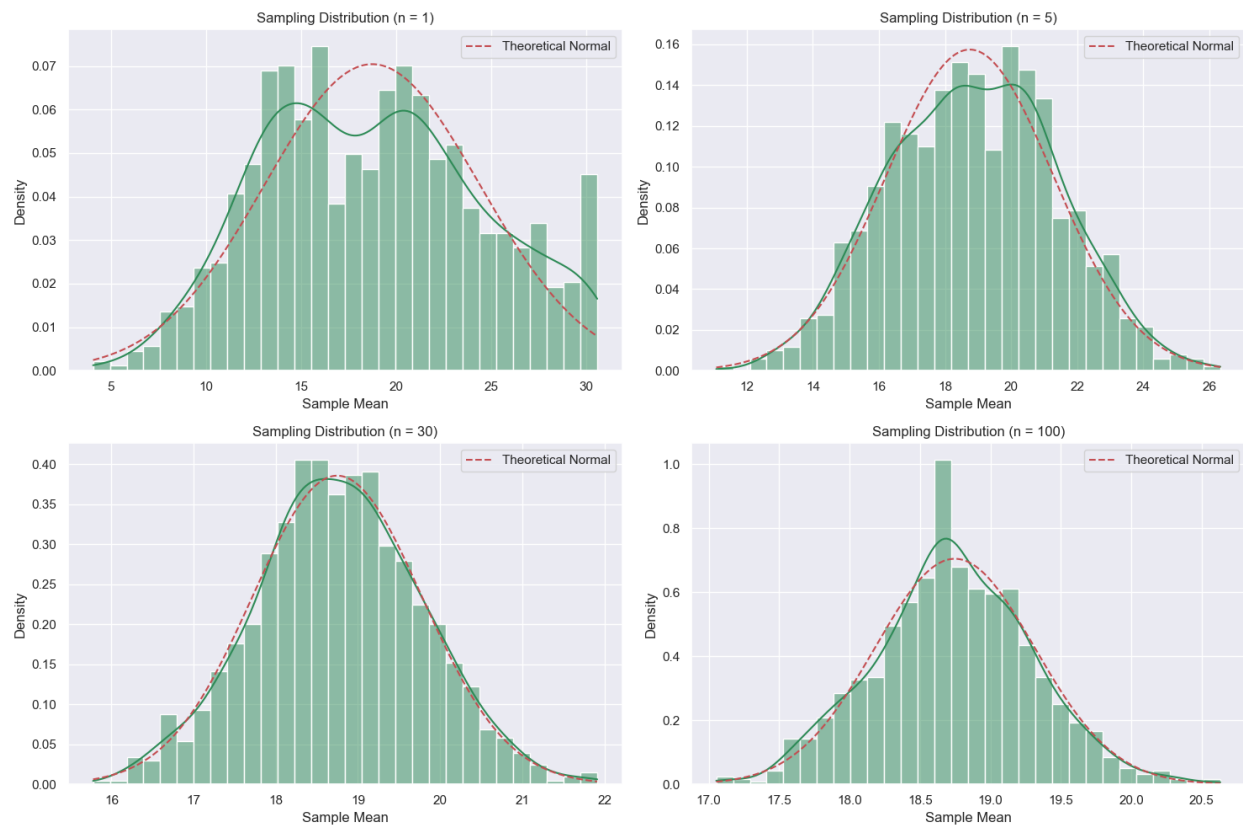 Sampling Distribution (n = 1)
Theoretical Normal
Density
0.07
0.06
0.05
0.04
0.03
0.02
0.01
0.00
5 10 15 20 25 30
Sample Mean
Sampling Distribution (n = 5)
Theoretical Normal
Density
0.16
0.14
0.12
0.10
0.08
0.06
0.04
0.02
0.00
12 14 16 18 20 22 24 26
Sample Mean
Sampling Distribution (n = 30)
Theoretical Normal
Density
0.40
0.35
0.30
0.25
0.20
0.15
0.10
0.05
0.00
16 17 18 19 20 21 22
Sample Mean
Sampling Distribution (n = 100)
Theoretical Normal
Density
1.0
0.8
0.6
0.4
0.2
0.0
17.0 17.5 18.0 18.5 19.0 19.5 20.0 20.5
Sample Mean